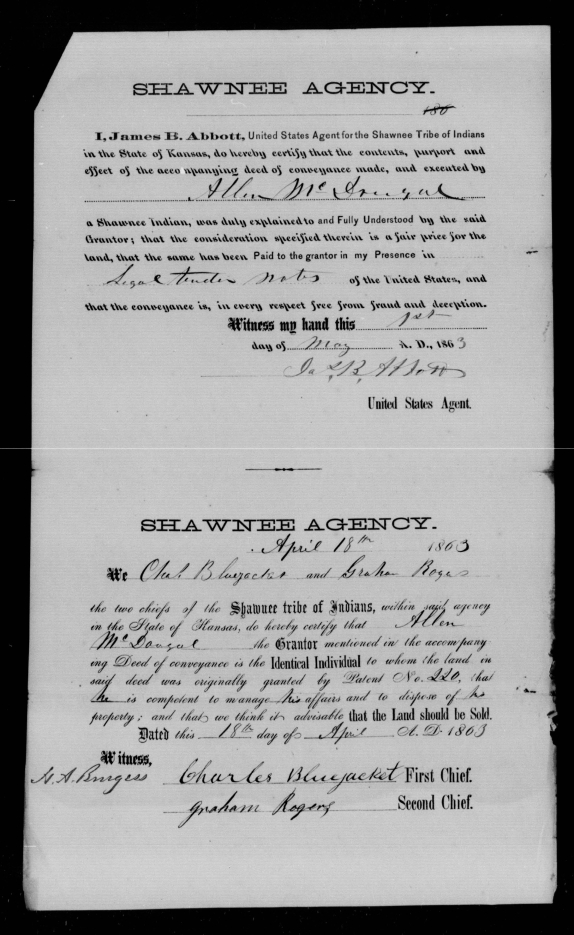 SHAWNEE AGENCY.
186
I, James B. Abbott, United States Agent for the Shawnee Tribe of Indians
in the State of Kansas, do hereby certify that the contents, purport and
effect of the acco npanying deed of conveyance made, and executed by
Allen Mc Dougal
a Shawnee Indian, was duly explained to and Fully Understood by the said
Grantor; that the consideration specified therein is a fair price for the
land, that the same has been Paid to the grantor in my Presence in
Legal tender notes of the United States, and
that the conveyance is, in every respect free from fraud and deception.
Witness my hand this 1st
day of May A. D., 1863
Jas. B. Abbott
United States Agent.
SHAWNEE AGENCY.
April 18th 1863
We Chas Bluejacket and Graham Rogers
the two chiefs of the Shawnee tribe of Indians, within said agency
in the State of Kansas, do hereby certify that Allen
McDougal the Grantor mentioned in the accompany
ing Deed of conveyance is the Identical Individual to whom the land in
said deed was originally granted by Patent No. 220, that
he is competent to manage his affairs and to dispose of his
property; and that we think it advisable that the Land should be Sold.
Dated this 18th day of April A. D. 1863
Witness,
H. A. Burgess Charles Bluejacket First Chief.
Graham Rogers Second Chief.